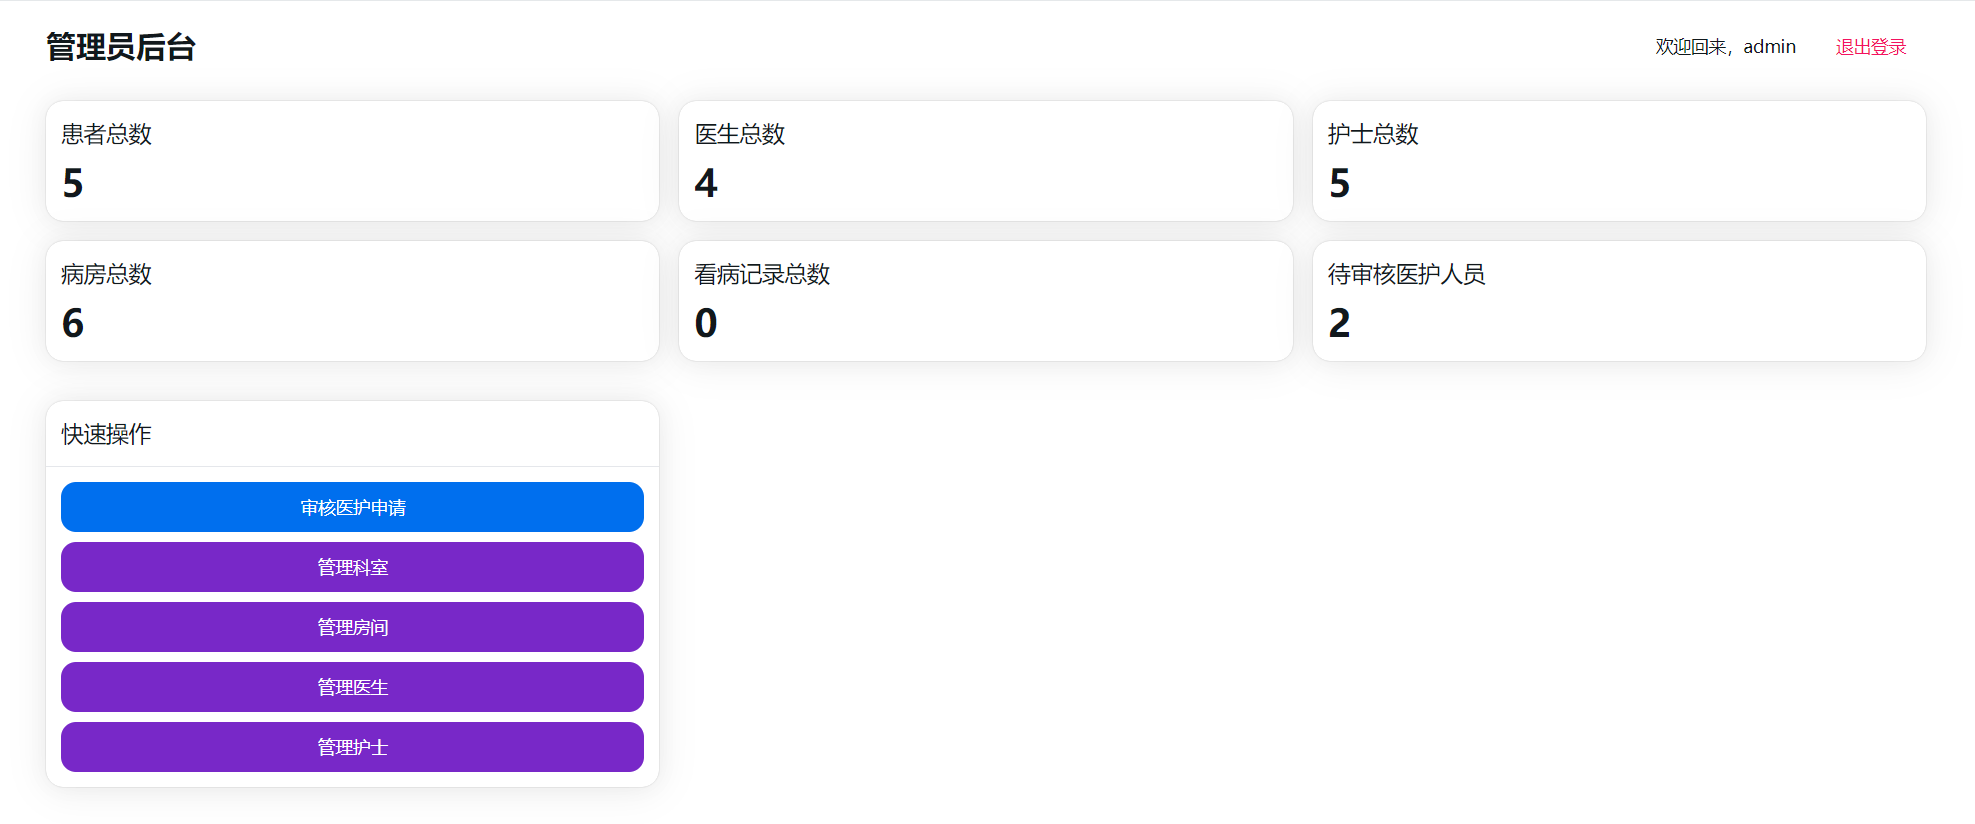 管理员后台
欢迎回来，admin 退出登录
患者总数
5
医生总数
4
护士总数
5
病房总数
6
看病记录总数
0
待审核医护人员
2
快速操作
审核医护申请
管理科室
管理房间
管理医生
管理护士